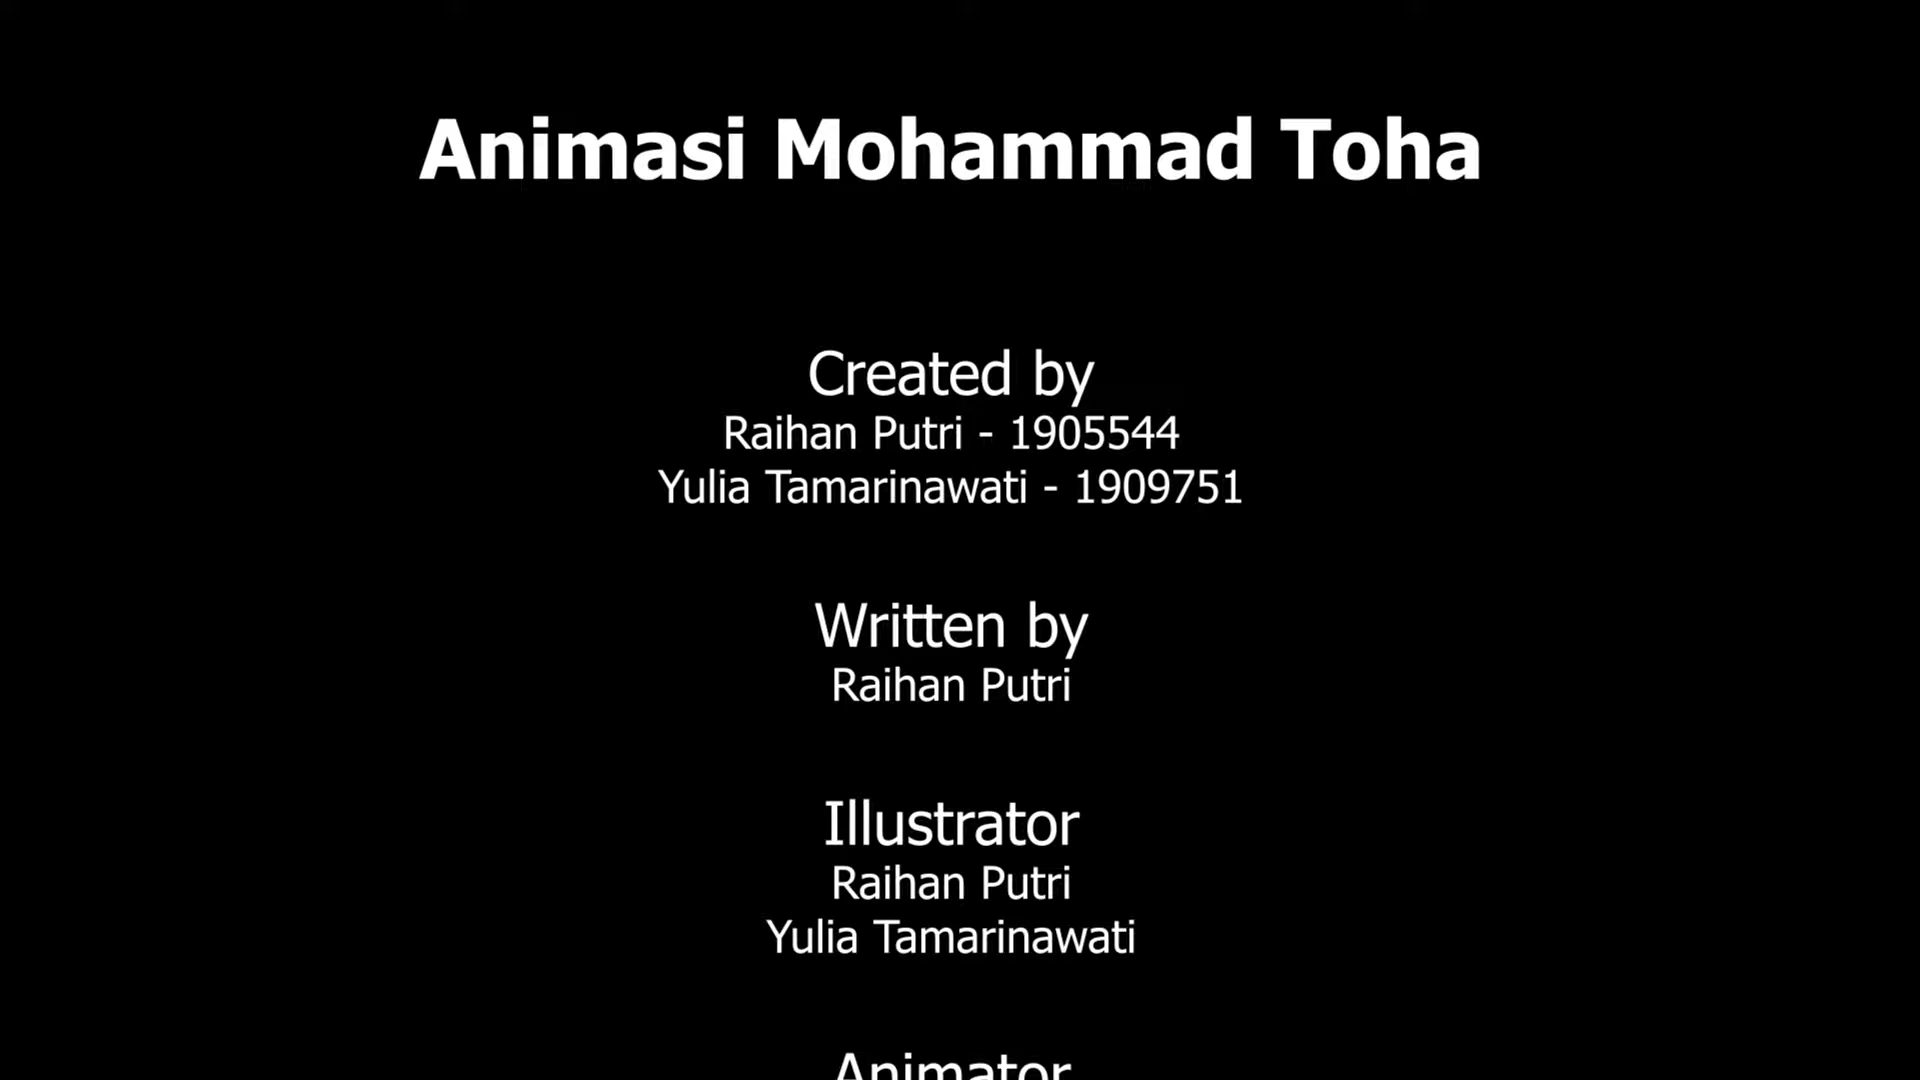 Animasi Mohammad Toha
Created by
Raihan Putri - 1905544
Yulia Tamarinawati - 1909751
Written by
Raihan Putri
Illustrator
Raihan Putri
Yulia Tamarinawati
Animator